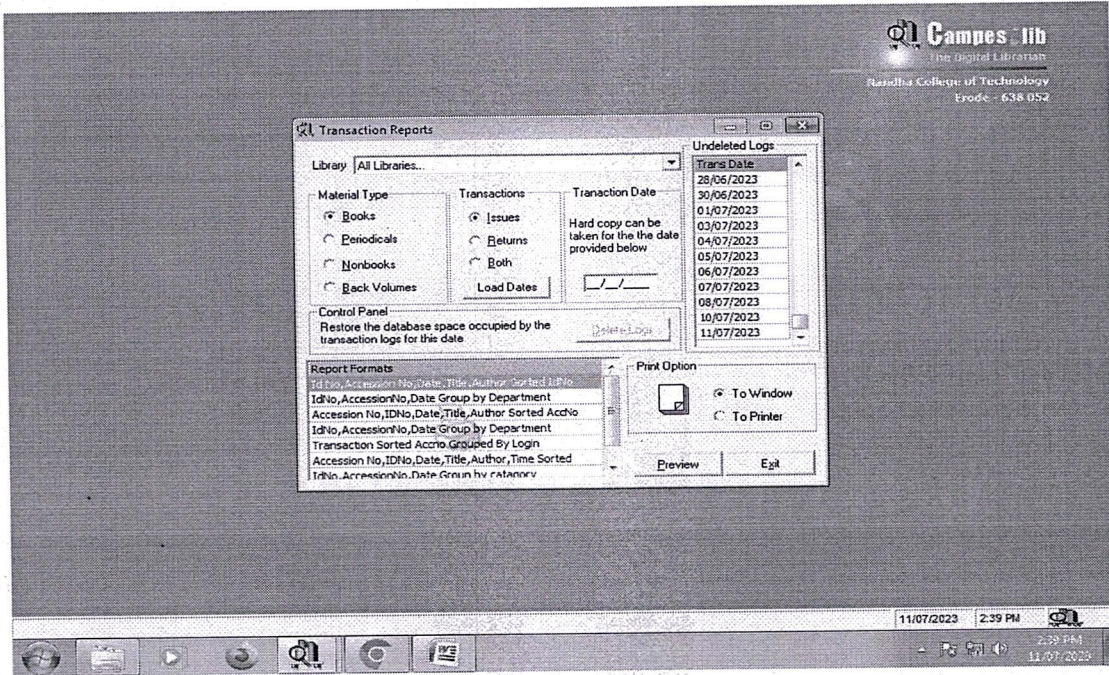 Campes lib
The Digital Librarian
Nandha College of Technology
Erode - 638 052
Transaction Reports
Library All Libraries...
Material Type
Books
Periodicals
Nonbooks
Back Volumes
Transactions
Issues
Returns
Both
Load Dates
Tranaction Date
Hard copy can be
taken for the the date
provided below
__/__/____
Undeleted Logs
Trans Date
28/06/2023
30/06/2023
01/07/2023
03/07/2023
04/07/2023
05/07/2023
06/07/2023
07/07/2023
08/07/2023
10/07/2023
11/07/2023
Control Panel
Restore the database space occupied by the
transaction logs for this date
Delete Logs
Report Formats
Id No,Accession No,Date,Title,Author Sorted IdNo
IdNo,AccessionNo,Date Group by Department
Accession No,IDNo,Date,Title,Author Sorted AccNo
IdNo,AccessionNo,Date Group by Department
Transaction Sorted Accno Grouped By Login
Accession No,IDNo,Date,Title,Author,Time Sorted
IdNo,AccessionNo,Date Group by catagory
Print Option
To Window
To Printer
Preview
Exit
11/07/2023 2:39 PM
2:39 PM
11/07/2023